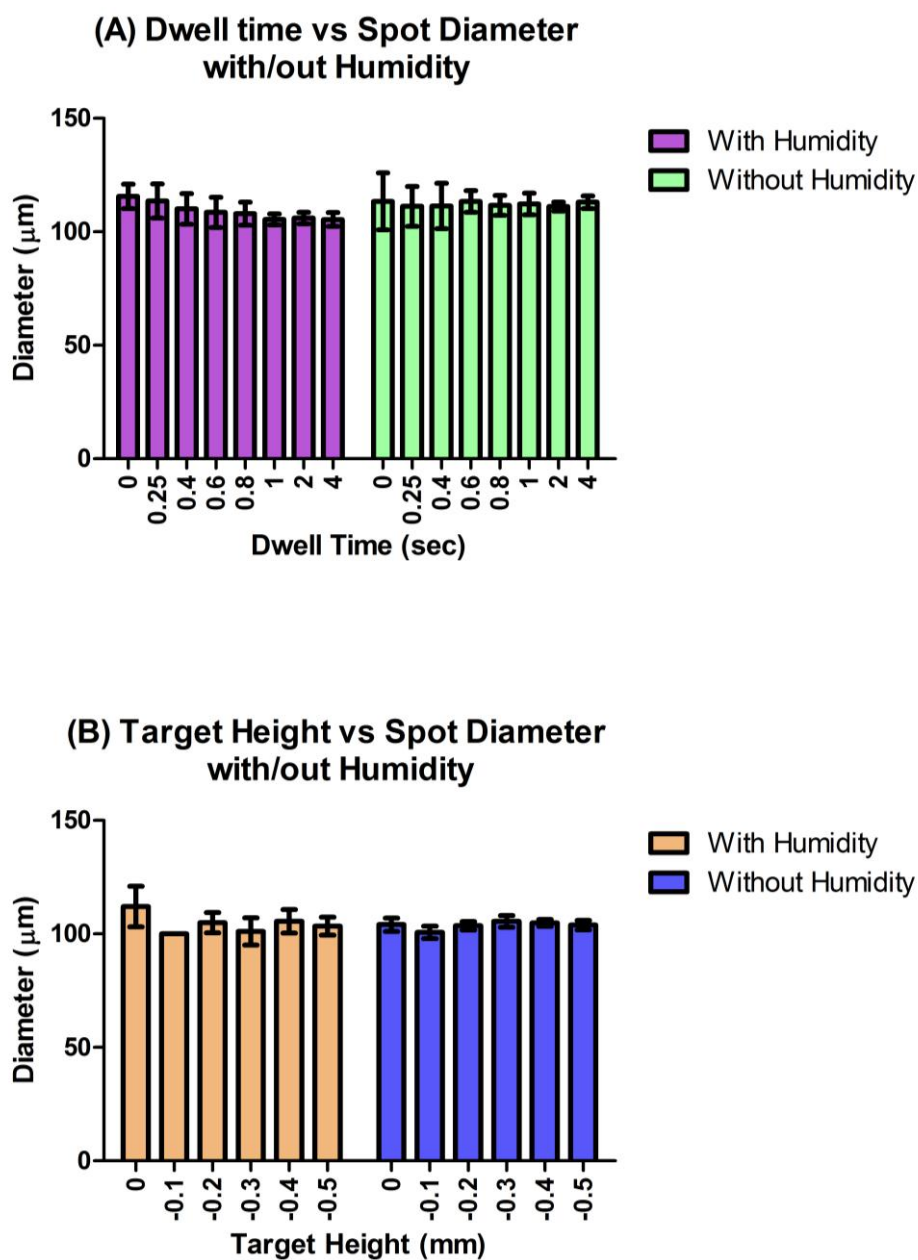 (A) Dwell time vs Spot Diameter
with/out Humidity
150
100
50
0
Diameter (μm)
With Humidity
Without Humidity
0 0.25 0.4 0.6 0.8 1 2 4 0 0.25 0.4 0.6 0.8 1 2 4
Dwell Time (sec)
(B) Target Height vs Spot Diameter
with/out Humidity
150
100
50
0
Diameter (μm)
With Humidity
Without Humidity
0 -0.1 -0.2 -0.3 -0.4 -0.5 0 -0.1 -0.2 -0.3 -0.4 -0.5
Target Height (mm)